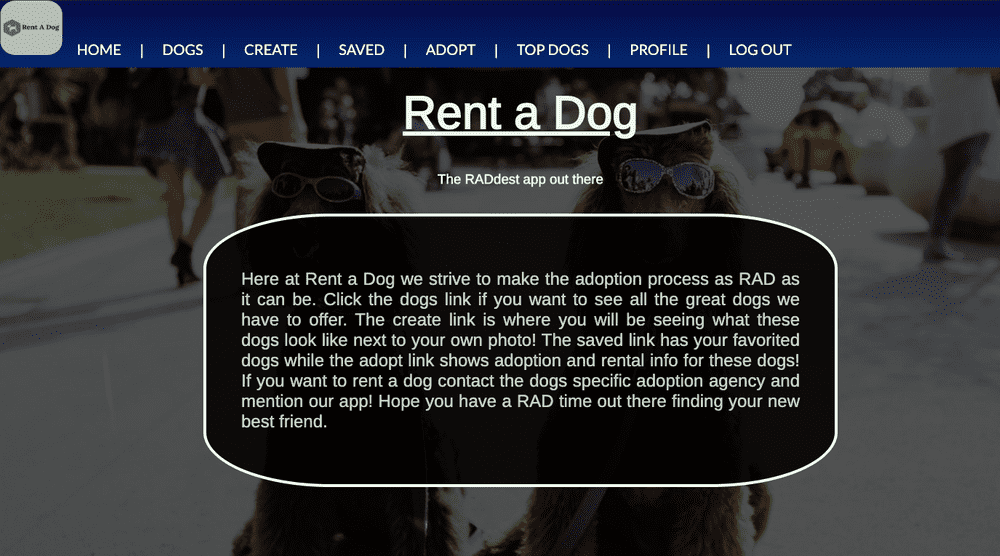 Rent A Dog
HOME | DOGS | CREATE | SAVED | ADOPT | TOP DOGS | PROFILE | LOG OUT
Rent a Dog
The RADdest app out there
Here at Rent a Dog we strive to make the adoption process as RAD as
it can be. Click the dogs link if you want to see all the great dogs we
have to offer. The create link is where you will be seeing what these
dogs look like next to your own photo! The saved link has your favorited
dogs while the adopt link shows adoption and rental info for these dogs!
If you want to rent a dog contact the dogs specific adoption agency and
mention our app! Hope you have a RAD time out there finding your new
best friend.